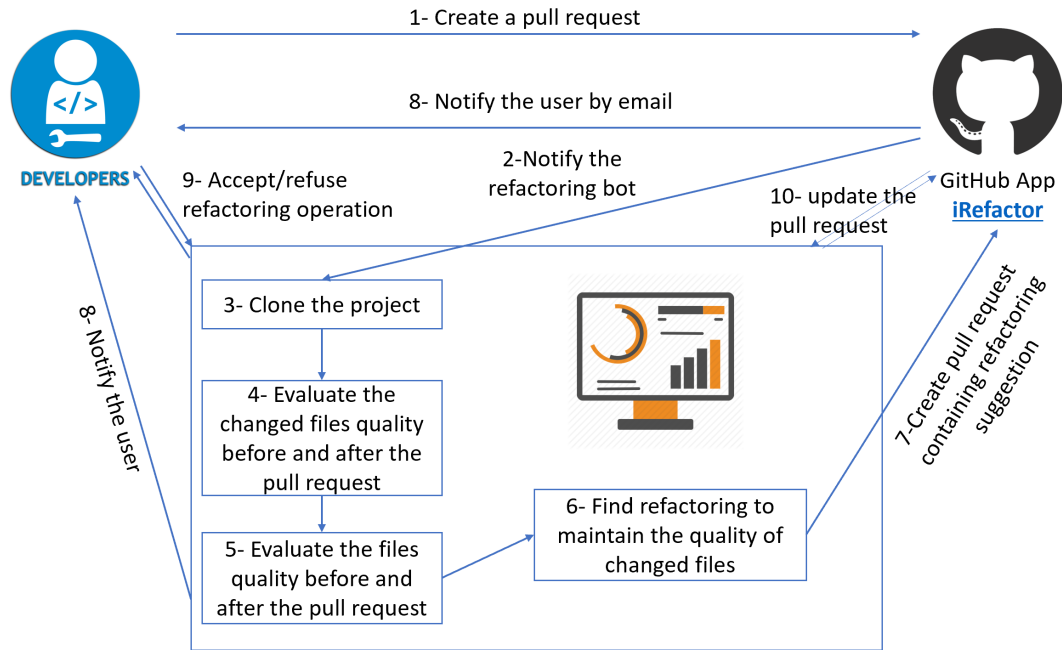 1- Create a pull request
</>
8- Notify the user by email
DEVELOPERS
2-Notify the
refactoring bot
9- Accept/refuse
refactoring operation
10- update the
pull request
GitHub App
iRefactor
3- Clone the project
4- Evaluate the
changed files quality
before and after the
pull request
5- Evaluate the files
quality before and
after the pull request
6- Find refactoring to
maintain the quality of
changed files
7-Create pull request
containing refactoring
suggestion
8- Notify the user